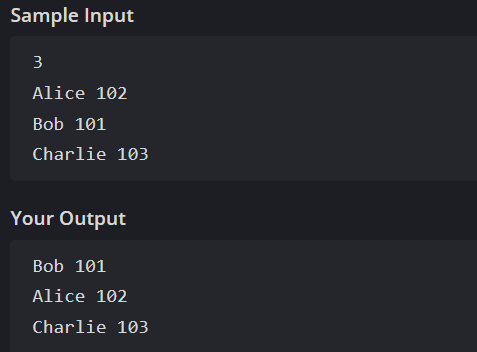 Sample Input
3
Alice 102
Bob 101
Charlie 103
Your Output
Bob 101
Alice 102
Charlie 103